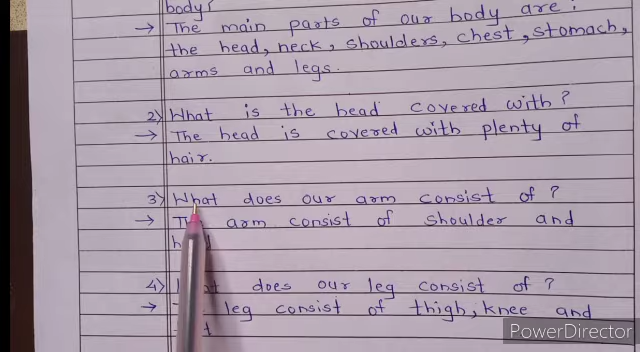 body?
→ The main parts of our body are :
the head, neck, shoulders, chest, stomach,
arms and legs.
2) What is the head covered with?
→ The head is covered with plenty of
hair.
3) What does our arm consist of?
→ arm consist of shoulder and
4) does our leg consist of?
→ leg consist of thigh, knee and
PowerDirector